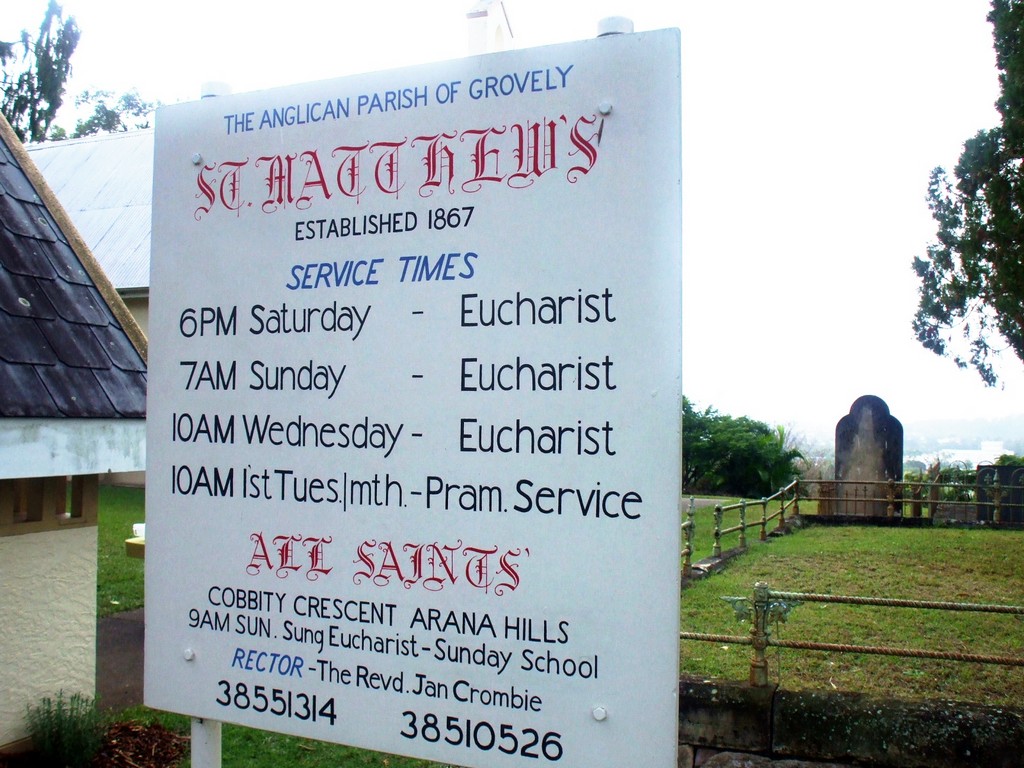 THE ANGLICAN PARISH OF GROVELY
ST. MATTHEW'S
ESTABLISHED 1867
SERVICE TIMES
6PM Saturday - Eucharist
7AM Sunday - Eucharist
10AM Wednesday - Eucharist
10AM 1'st Tues.|mth. - Pram. Service
ALL SAINTS'
COBBITY CRESCENT ARANA HILLS
9AM SUN. Sung Eucharist - Sunday School
RECTOR - The Revd. Jan Crombie
38551314 38510526